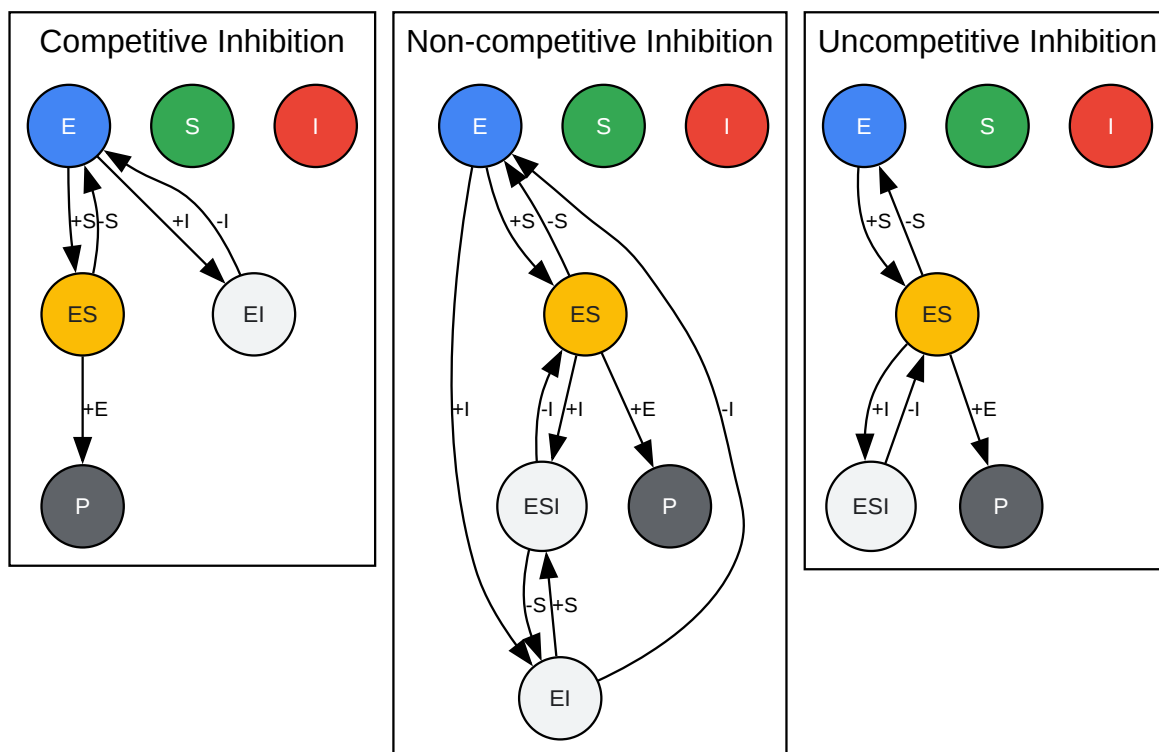 Competitive Inhibition
E
S
I
+S
-S
+I
-I
ES
EI
+E
P
Non-competitive Inhibition
E
S
I
+S
-S
ES
+I
-I
+I
+E
-I
ESI
P
-S
+S
EI
Uncompetitive Inhibition
E
S
I
+S
-S
ES
+I
-I
+E
ESI
P